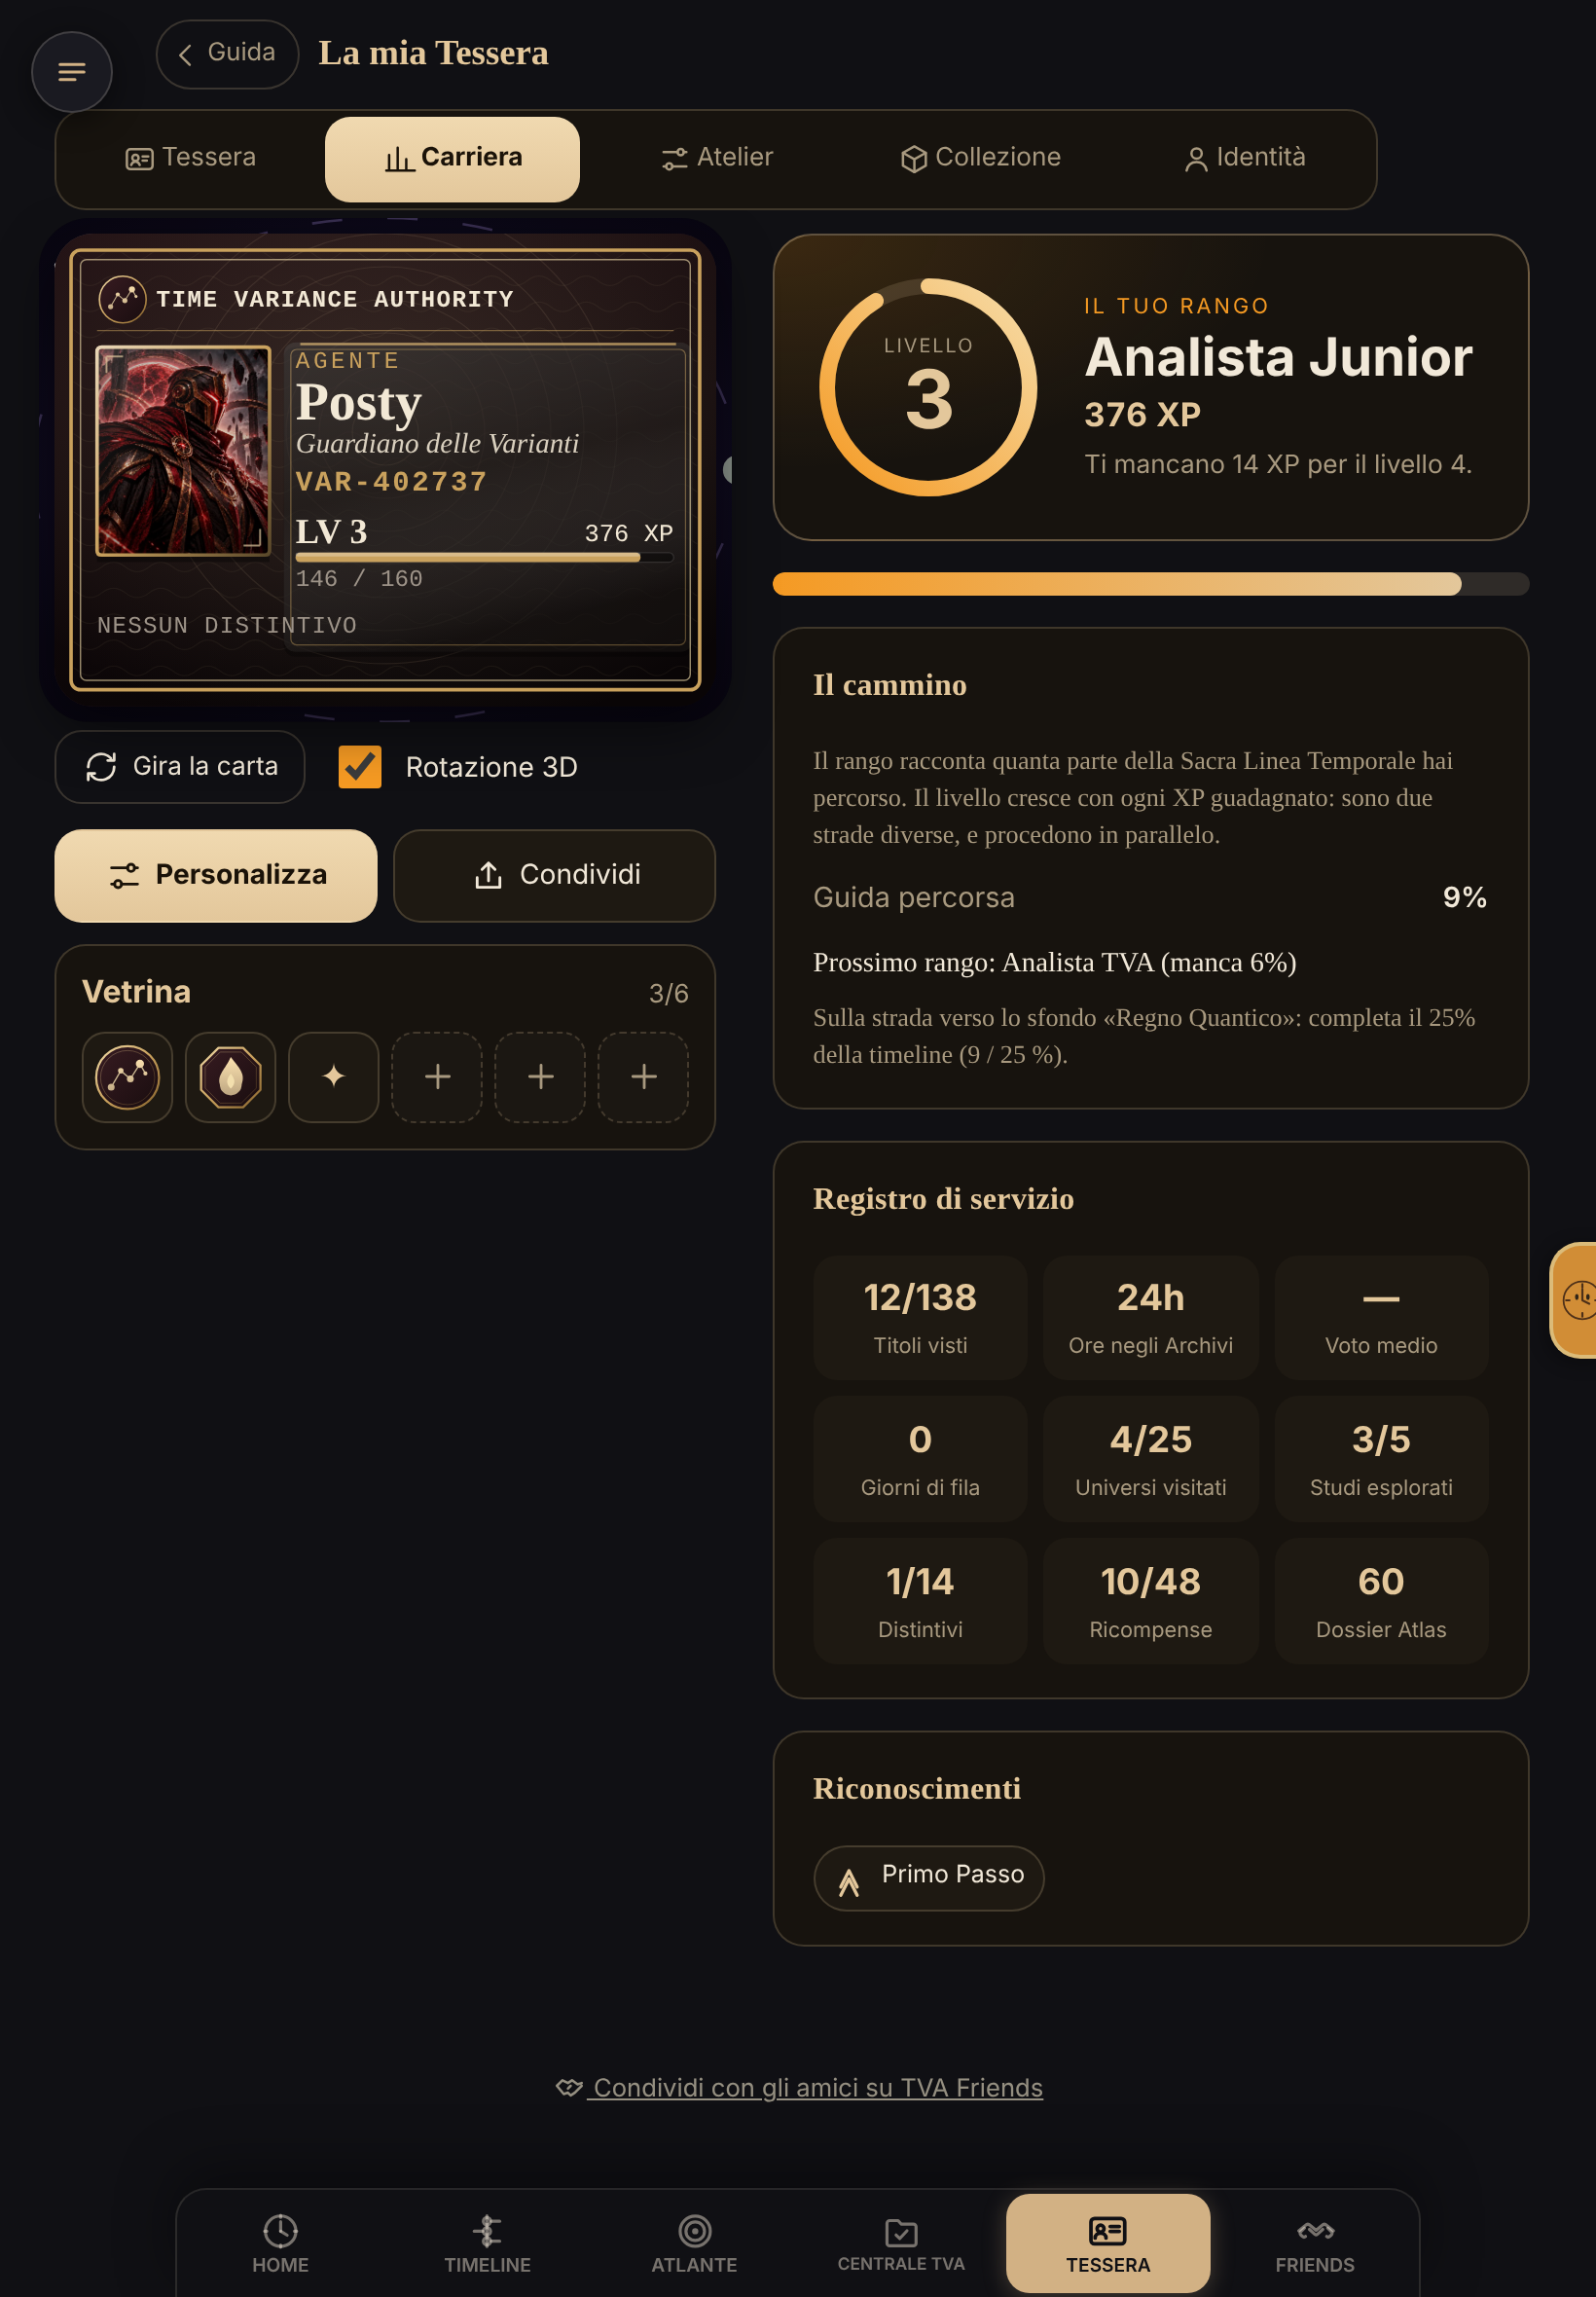 Guida
La mia Tessera
Tessera
Carriera
Atelier
Collezione
Identità
TIME VARIANCE AUTHORITY
AGENTE
Posty
Guardiano delle Varianti
VAR-402737
LV 3
376 XP
146 / 160
NESSUN DISTINTIVO
Gira la carta
Rotazione 3D
Personalizza
Condividi
Vetrina
3/6
LIVELLO
3
IL TUO RANGO
Analista Junior
376 XP
Ti mancano 14 XP per il livello 4.
Il cammino
Il rango racconta quanta parte della Sacra Linea Temporale hai
percorso. Il livello cresce con ogni XP guadagnato: sono due
strade diverse, e procedono in parallelo.
Guida percorsa
9%
Prossimo rango: Analista TVA (manca 6%)
Sulla strada verso lo sfondo «Regno Quantico»: completa il 25%
della timeline (9 / 25 %).
Registro di servizio
12/138
Titoli visti
24h
Ore negli Archivi
—
Voto medio
0
Giorni di fila
4/25
Universi visitati
3/5
Studi esplorati
1/14
Distintivi
10/48
Ricompense
60
Dossier Atlas
Riconoscimenti
Primo Passo
Condividi con gli amici su TVA Friends
HOME
TIMELINE
ATLANTE
CENTRALE TVA
TESSERA
FRIENDS